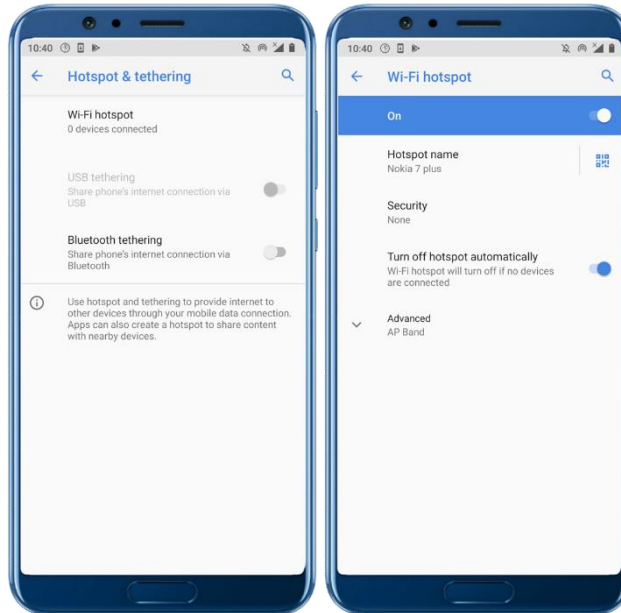 10:40
Hotspot & tethering
Wi-Fi hotspot
0 devices connected
USB tethering
Share phone's internet connection via
USB
Bluetooth tethering
Share phone's internet connection via
Bluetooth
Use hotspot and tethering to provide internet to
other devices through your mobile data connection.
Apps can also create a hotspot to share content
with nearby devices.
10:40
Wi-Fi hotspot
On
Hotspot name
Nokia 7 plus
Security
None
Turn off hotspot automatically
Wi-Fi hotspot will turn off if no devices
are connected
Advanced
AP Band